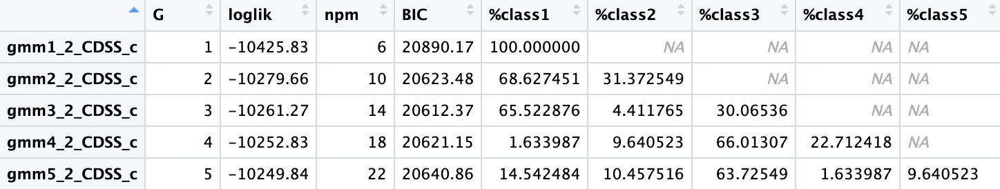 G loglik npm BIC %class1 %class2 %class3 %class4 %class5
gmm1_2_CDSS_c 1 -10425.83 6 20890.17 100.000000 NA NA NA NA
gmm2_2_CDSS_c 2 -10279.66 10 20623.48 68.627451 31.372549 NA NA NA
gmm3_2_CDSS_c 3 -10261.27 14 20612.37 65.522876 4.411765 30.06536 NA NA
gmm4_2_CDSS_c 4 -10252.83 18 20621.15 1.633987 9.640523 66.01307 22.712418 NA
gmm5_2_CDSS_c 5 -10249.84 22 20640.86 14.542484 10.457516 63.72549 1.633987 9.640523